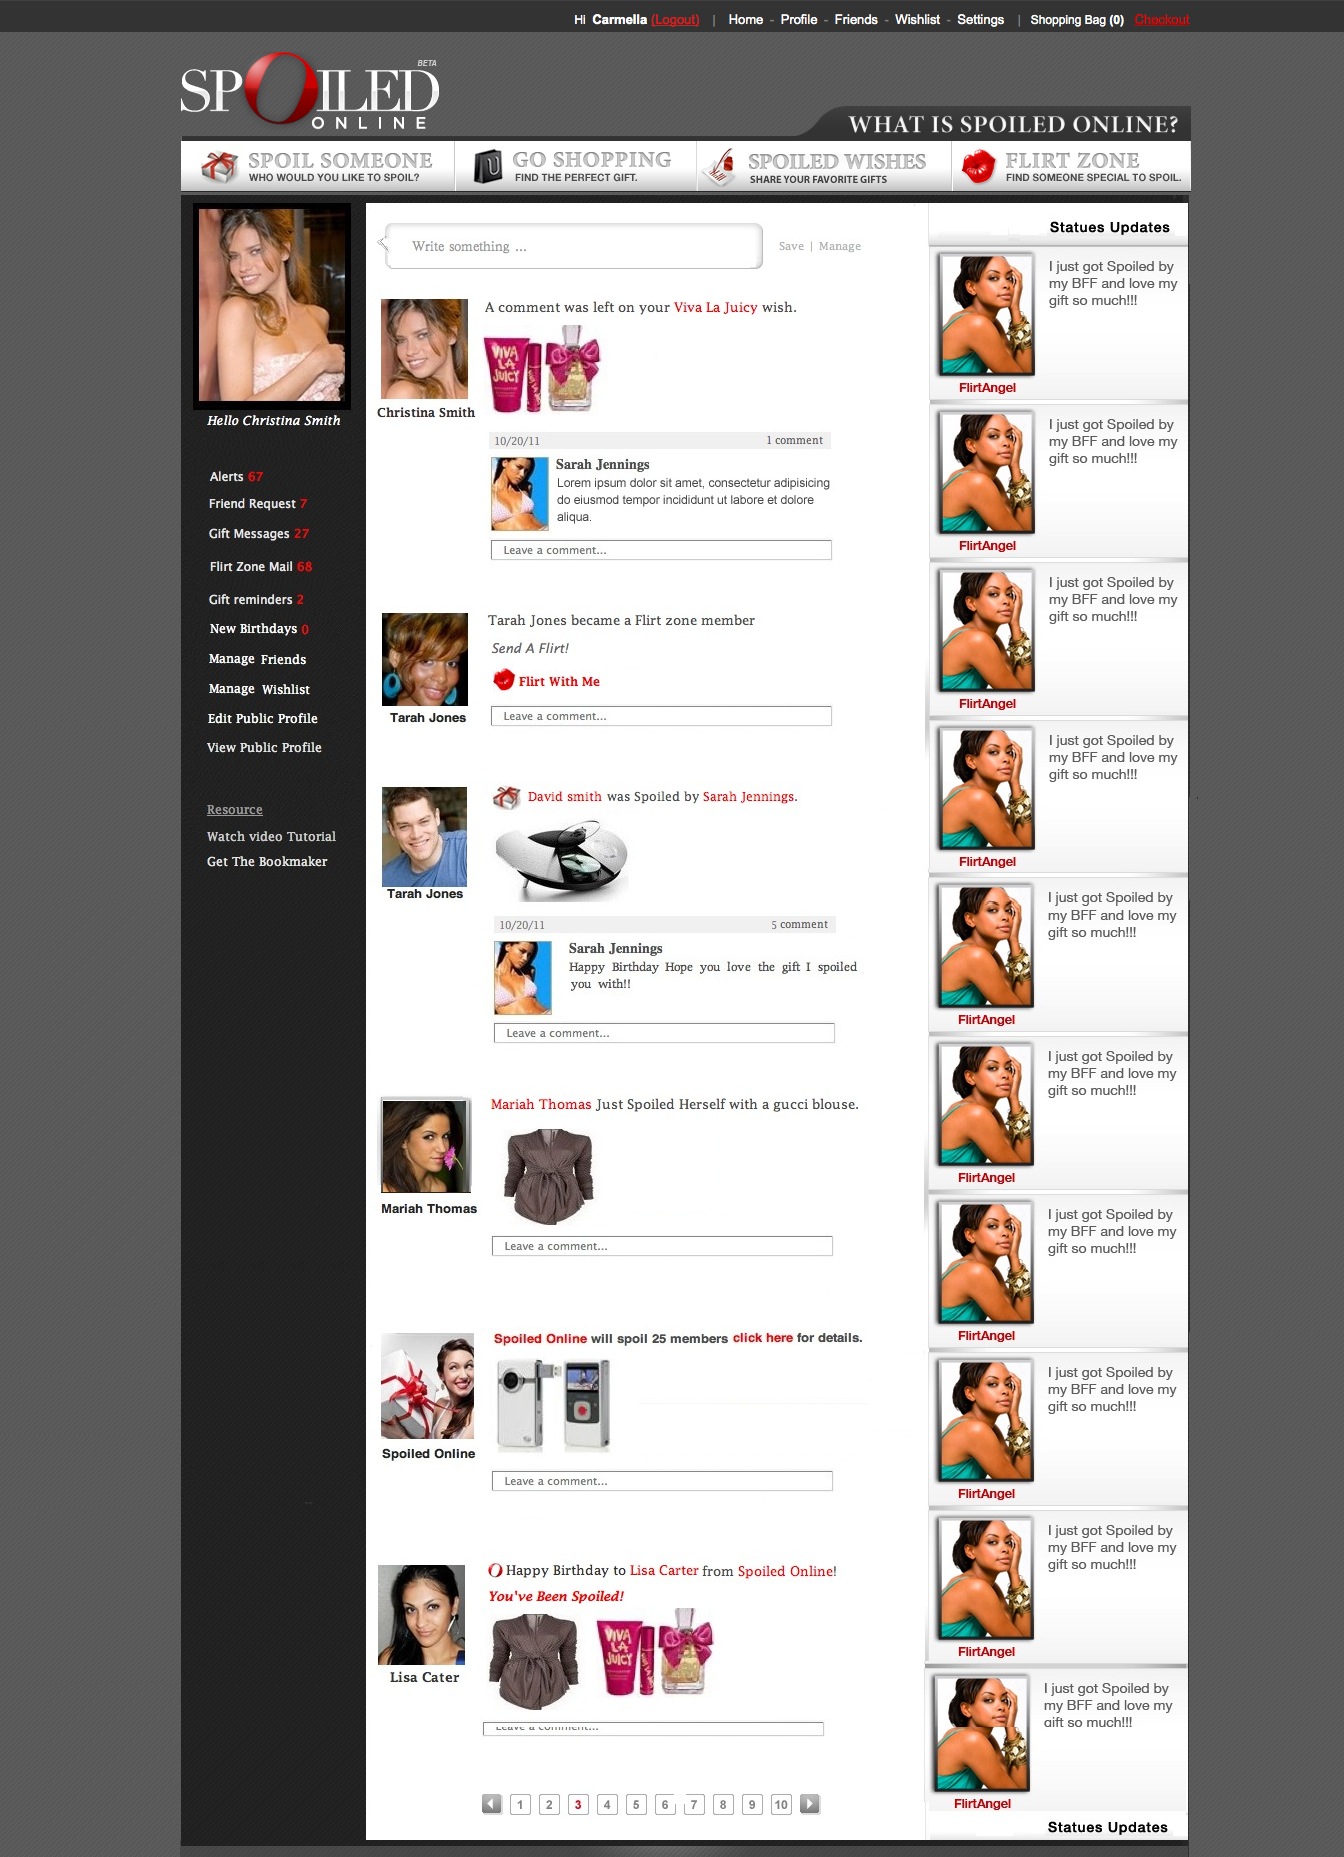 Hi Carmella (Logout) | Home - Profile - Friends - Wishlist - Settings | Shopping Bag (0) Checkout
SPOILED BETA
ONLINE
WHAT IS SPOILED ONLINE?
SPOIL SOMEONE
WHO WOULD YOU LIKE TO SPOIL?
GO SHOPPING
FIND THE PERFECT GIFT.
SPOILED WISHES
SHARE YOUR FAVORITE GIFTS
FLIRT ZONE
FIND SOMEONE SPECIAL TO SPOIL.
Hello Christina Smith
Alerts 67
Friend Request 7
Gift Messages 27
Flirt Zone Mail 68
Gift reminders 2
New Birthdays 0
Manage Friends
Manage Wishlist
Edit Public Profile
View Public Profile
Resource
Watch video Tutorial
Get The Bookmaker
Write something ...
Save | Manage
A comment was left on your Viva La Juicy wish.
VIVA
LA
JUICY
Christina Smith
10/20/11 1 comment
Sarah Jennings
Lorem ipsum dolor sit amet, consectetur adipisicing
do eiusmod tempor incididunt ut labore et dolore
aliqua.
Leave a comment...
Tarah Jones became a Flirt zone member
Send A Flirt!
Flirt With Me
Tarah Jones
Leave a comment...
David smith was Spoiled by Sarah Jennings.
Tarah Jones
10/20/11 5 comment
Sarah Jennings
Happy Birthday Hope you love the gift I spoiled
you with!!
Leave a comment...
Mariah Thomas Just Spoiled Herself with a gucci blouse.
Mariah Thomas
Leave a comment...
Spoiled Online will spoil 25 members click here for details.
Spoiled Online
Leave a comment...
O Happy Birthday to Lisa Carter from Spoiled Online!
You've Been Spoiled!
VIVA
LA
JUICY
Lisa Cater
Leave a comment...
1 2 3 4 5 6 7 8 9 10
Statues Updates
I just got Spoiled by
my BFF and love my
gift so much!!!
FlirtAngel
I just got Spoiled by
my BFF and love my
gift so much!!!
FlirtAngel
I just got Spoiled by
my BFF and love my
gift so much!!!
FlirtAngel
I just got Spoiled by
my BFF and love my
gift so much!!!
FlirtAngel
I just got Spoiled by
my BFF and love my
gift so much!!!
FlirtAngel
I just got Spoiled by
my BFF and love my
gift so much!!!
FlirtAngel
I just got Spoiled by
my BFF and love my
gift so much!!!
FlirtAngel
I just got Spoiled by
my BFF and love my
gift so much!!!
FlirtAngel
I just got Spoiled by
my BFF and love my
gift so much!!!
FlirtAngel
I just got Spoiled by
my BFF and love my
gift so much!!!
FlirtAngel
Statues Updates